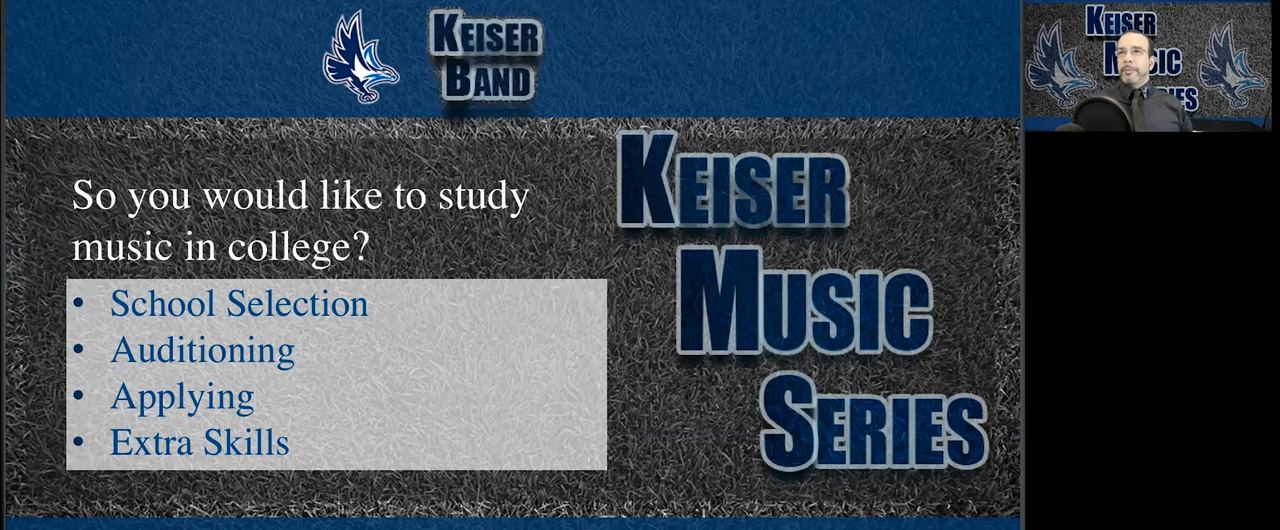 KEISER
BAND
So you would like to study
music in college?
• School Selection
• Auditioning
• Applying
• Extra Skills
KEISER
MUSIC
SERIES
KEISER